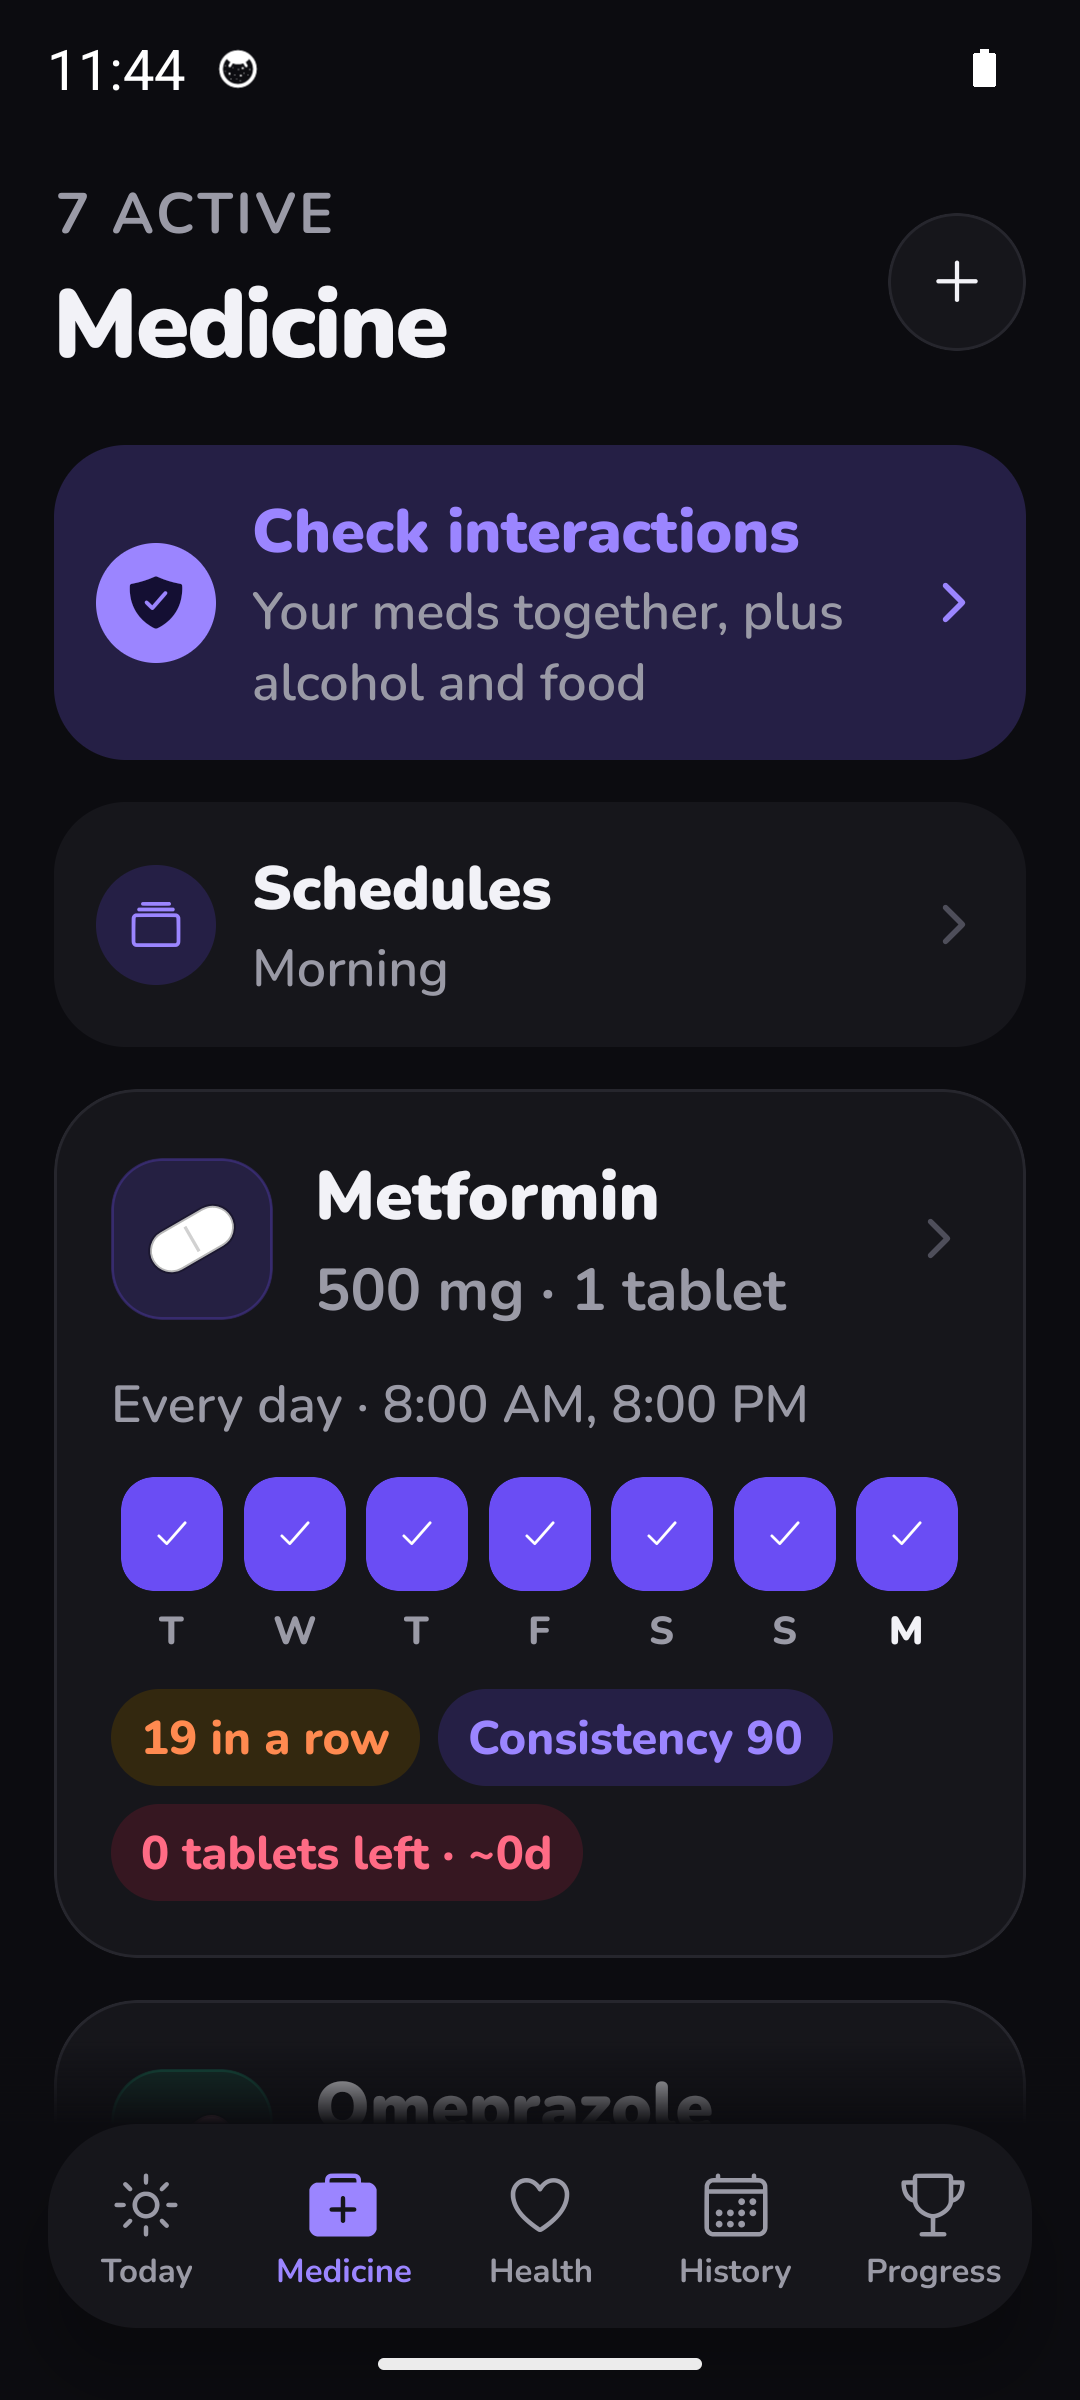 11:44
7 ACTIVE
Medicine
Check interactions
Your meds together, plus
alcohol and food
Schedules
Morning
Metformin
500 mg · 1 tablet
Every day · 8:00 AM, 8:00 PM
T W T F S S M
19 in a row
Consistency 90
0 tablets left · ~0d
Omeprazole
Today
Medicine
Health
History
Progress